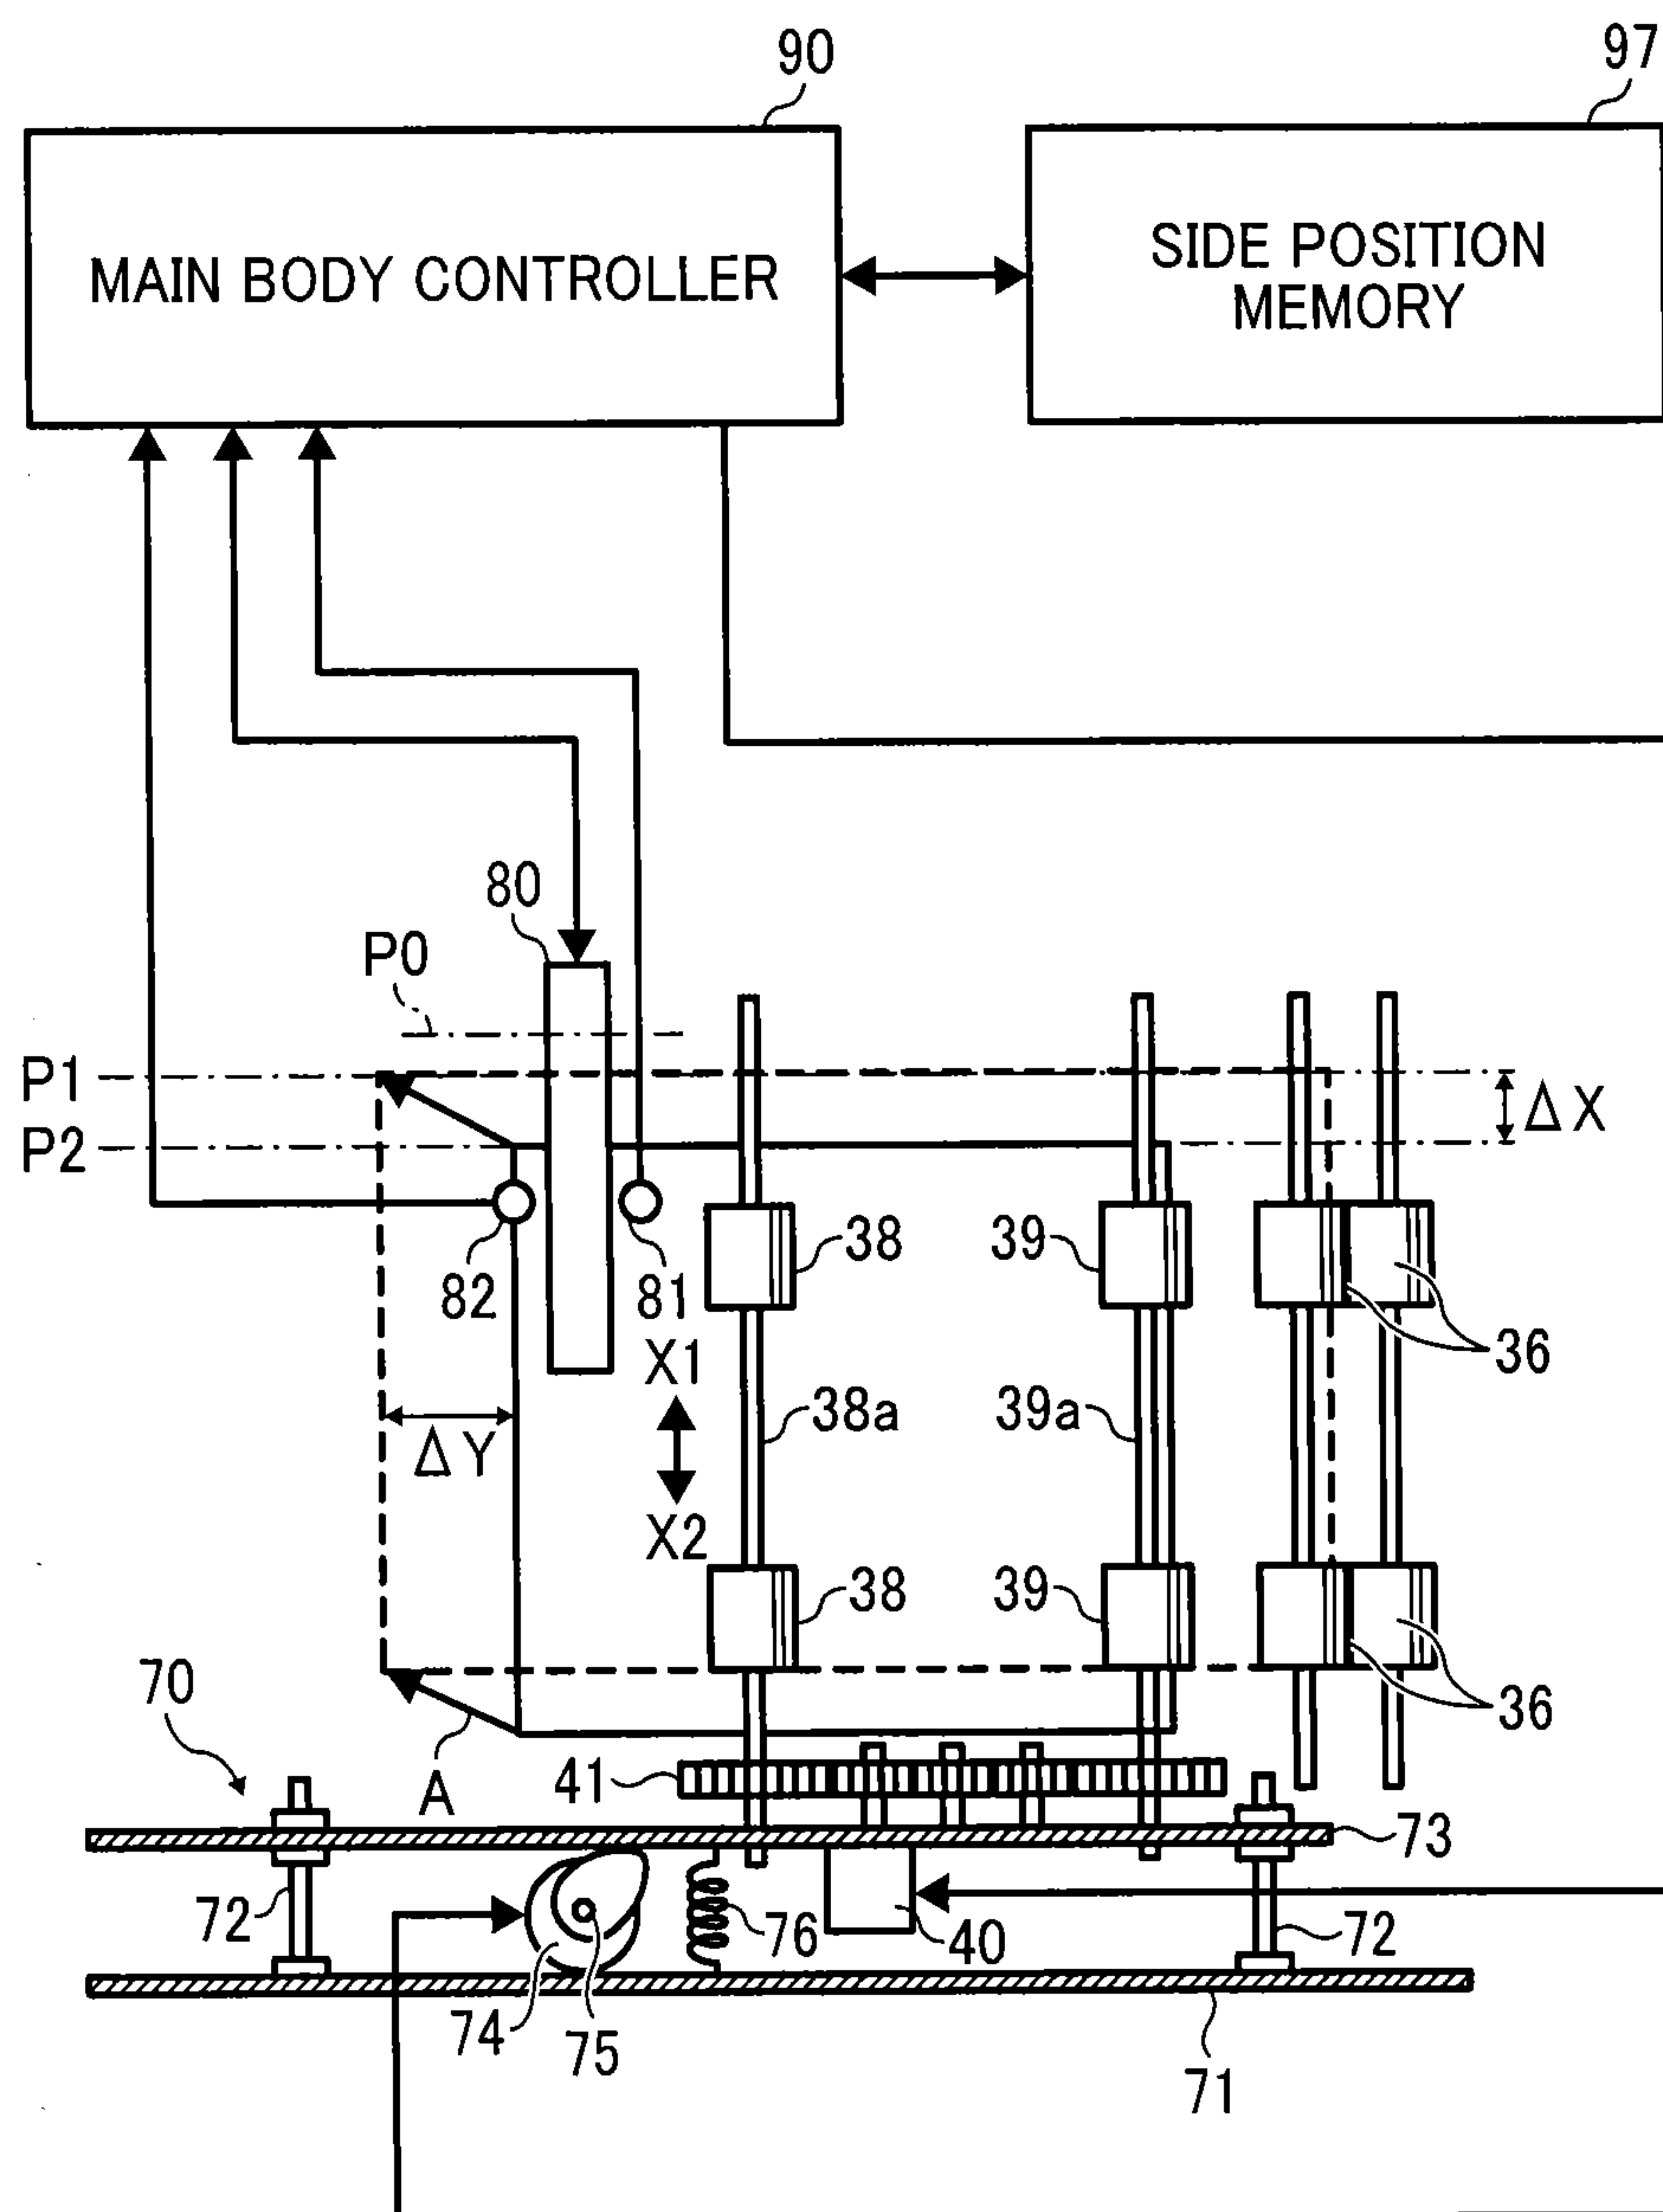 90
97
MAIN BODY CONTROLLER
SIDE POSITION
MEMORY
80
P0
P1
ΔX
P2
38
39
82
81
36
X1
38a
39a
ΔY
X2
38
39
70
36
41
A
73
72
76
40
72
74
75
71